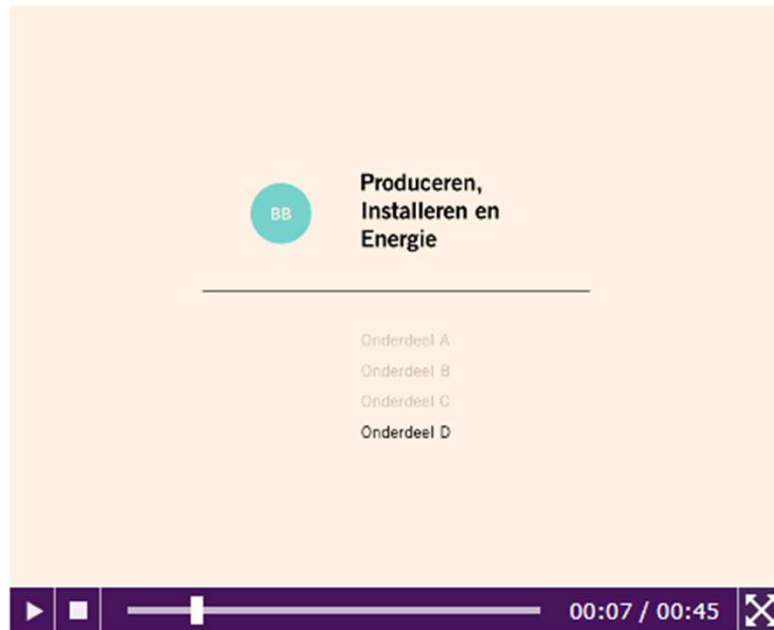 BB
Produceren,
Installeren en
Energie
Onderdeel A
Onderdeel B
Onderdeel C
Onderdeel D
00:07 / 00:45